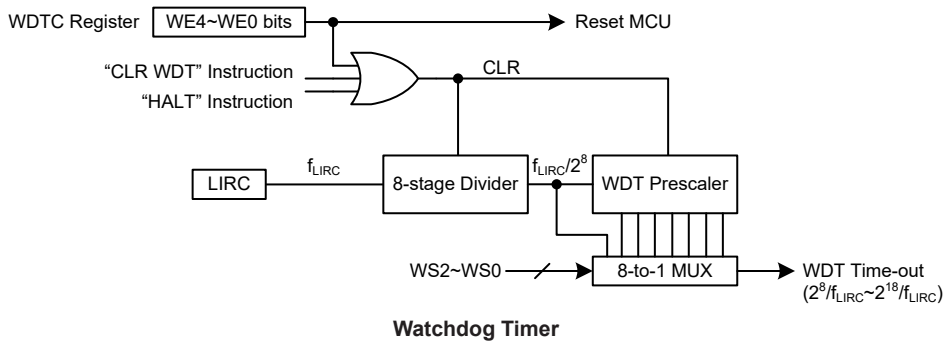 WDTC Register WE4~WE0 bits Reset MCU
“CLR WDT” Instruction
CLR
“HALT” Instruction
LIRC
fLIRC
8-stage Divider
fLIRC/2⁸
WDT Prescaler
WS2~WS0
8-to-1 MUX
WDT Time-out
(2⁸/fLIRC~2¹⁸/fLIRC)
Watchdog Timer